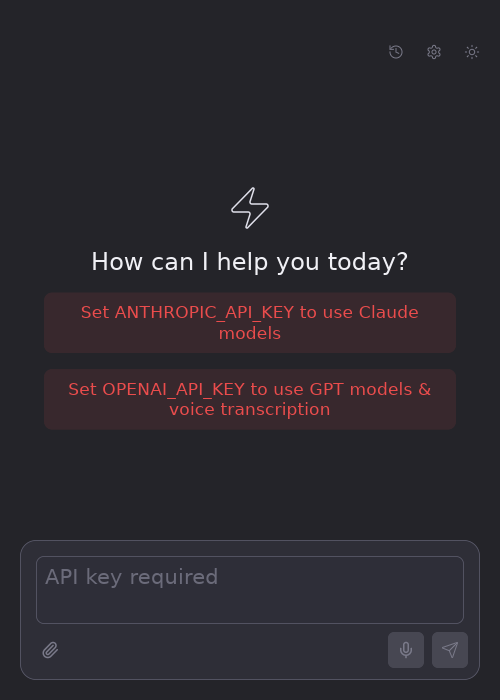 How can I help you today?
Set ANTHROPIC_API_KEY to use Claude
models
Set OPENAI_API_KEY to use GPT models &
voice transcription
API key required